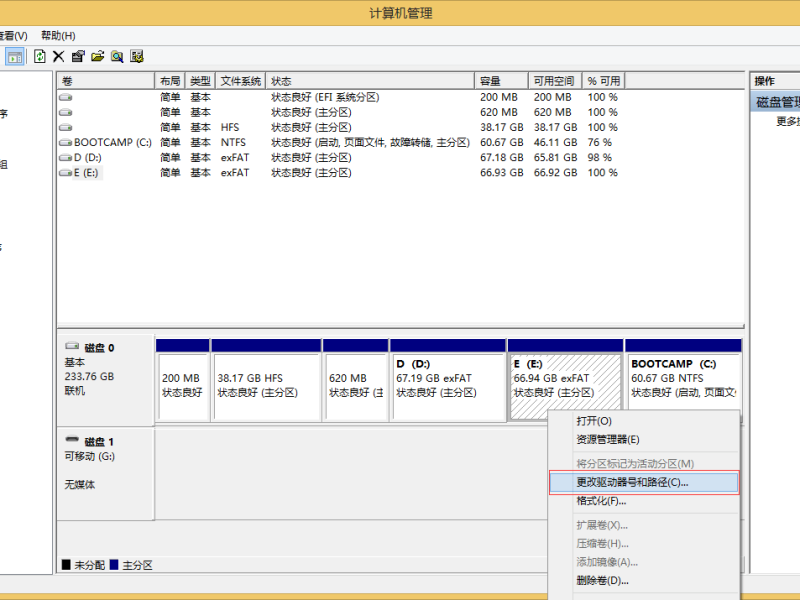 计算机管理
查看(V) 帮助(H)
卷 布局 类型 文件系统 状态 容量 可用空间 % 可用
简单 基本 状态良好 (EFI 系统分区) 200 MB 200 MB 100 %
简单 基本 状态良好 (主分区) 620 MB 620 MB 100 %
简单 基本 HFS 状态良好 (主分区) 38.17 GB 38.17 GB 100 %
BOOTCAMP (C:) 简单 基本 NTFS 状态良好 (启动, 页面文件, 故障转储, 主分区) 60.67 GB 46.11 GB 76 %
D (D:) 简单 基本 exFAT 状态良好 (主分区) 67.18 GB 65.81 GB 98 %
E (E:) 简单 基本 exFAT 状态良好 (主分区) 66.93 GB 66.92 GB 100 %
操作
磁盘管理
更多
序
组
磁盘 0
基本
233.76 GB
联机
200 MB
状态良好
38.17 GB HFS
状态良好 (主分区)
620 MB
状态良好 (主
D (D:)
67.19 GB exFAT
状态良好 (主分区)
E (E:)
66.94 GB exFAT
状态良好 (主分区)
BOOTCAMP (C:)
60.67 GB NTFS
状态良好 (启动, 页面文
磁盘 1
可移动 (G:)
无媒体
打开(O)
资源管理器(E)
将分区标记为活动分区(M)
更改驱动器号和路径(C)...
格式化(F)...
扩展卷(X)...
压缩卷(H)...
添加镜像(A)...
删除卷(D)...
未分配 主分区